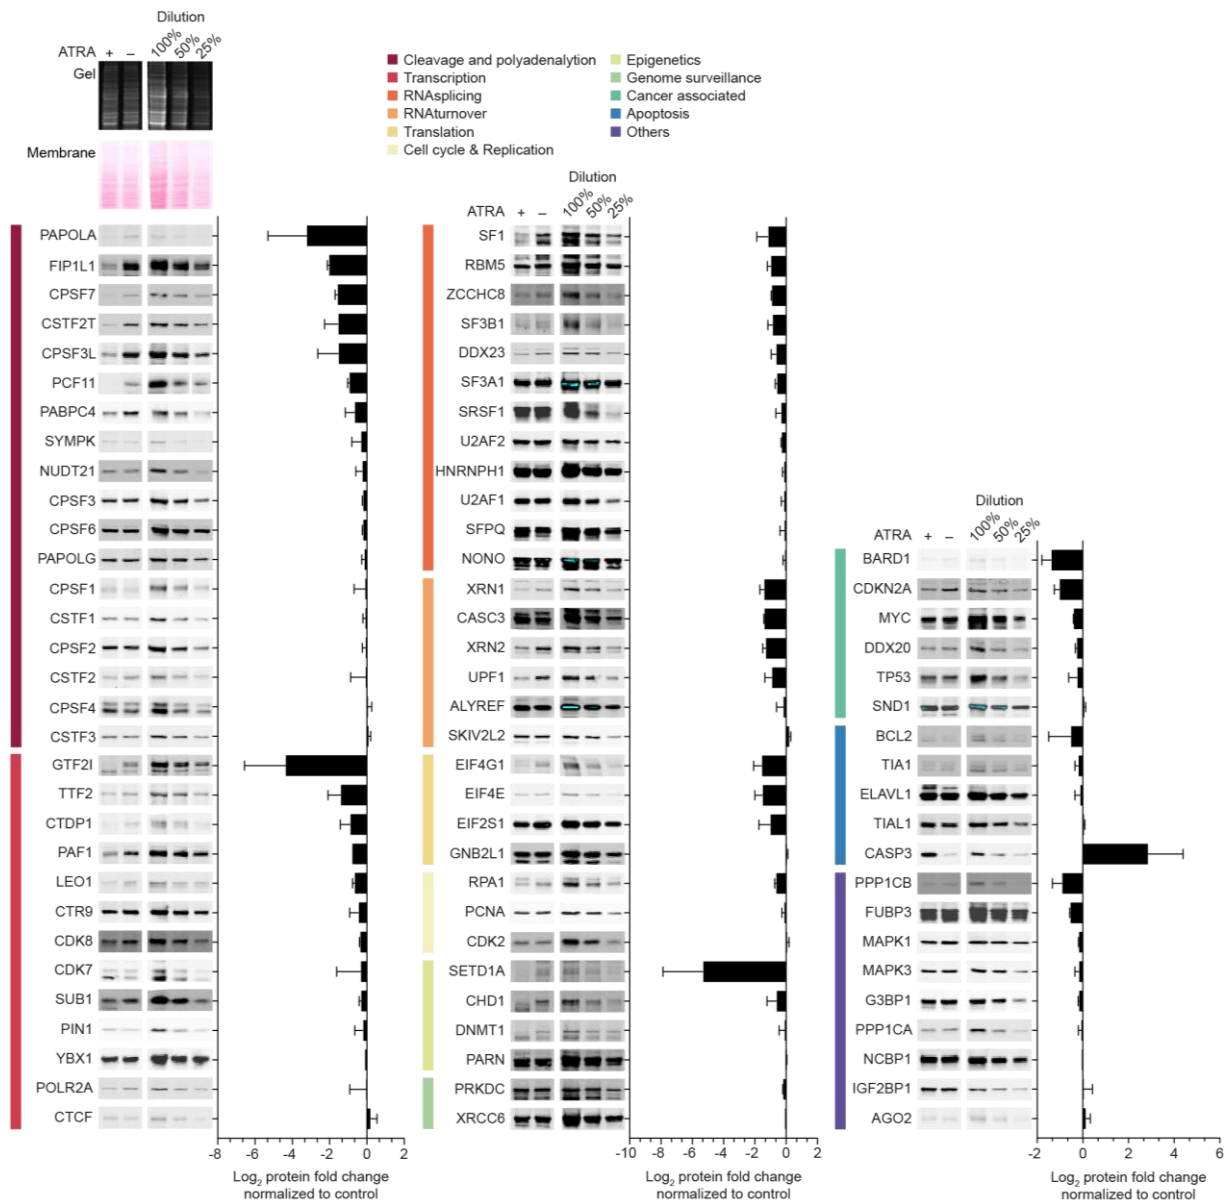 Dilution
ATRA + – 100% 50% 25%
Gel
Membrane
Cleavage and polyadenalytion
Transcription
RNAsplicing
RNAturnover
Translation
Cell cycle & Replication
Epigenetics
Genome surveillance
Cancer associated
Apoptosis
Others
PAPOLA
FIP1L1
CPSF7
CSTF2T
CPSF3L
PCF11
PABPC4
SYMPK
NUDT21
CPSF3
CPSF6
PAPOLG
CPSF1
CSTF1
CPSF2
CSTF2
CPSF4
CSTF3
GTF2I
TTF2
CTDP1
PAF1
LEO1
CTR9
CDK8
CDK7
SUB1
PIN1
YBX1
POLR2A
CTCF
-8 -6 -4 -2 0 2
Log2 protein fold change
normalized to control
Dilution
ATRA + – 100% 50% 25%
SF1
RBM5
ZCCHC8
SF3B1
DDX23
SF3A1
SRSF1
U2AF2
HNRNPH1
U2AF1
SFPQ
NONO
XRN1
CASC3
XRN2
UPF1
ALYREF
SKIV2L2
EIF4G1
EIF4E
EIF2S1
GNB2L1
RPA1
PCNA
CDK2
SETD1A
CHD1
DNMT1
PARN
PRKDC
XRCC6
-10 -8 -6 -4 -2 0 2
Log2 protein fold change
normalized to control
Dilution
ATRA + – 100% 50% 25%
BARD1
CDKN2A
MYC
DDX20
TP53
SND1
BCL2
TIA1
ELAVL1
TIAL1
CASP3
PPP1CB
FUBP3
MAPK1
MAPK3
G3BP1
PPP1CA
NCBP1
IGF2BP1
AGO2
-2 0 2 4 6
Log2 protein fold change
normalized to control